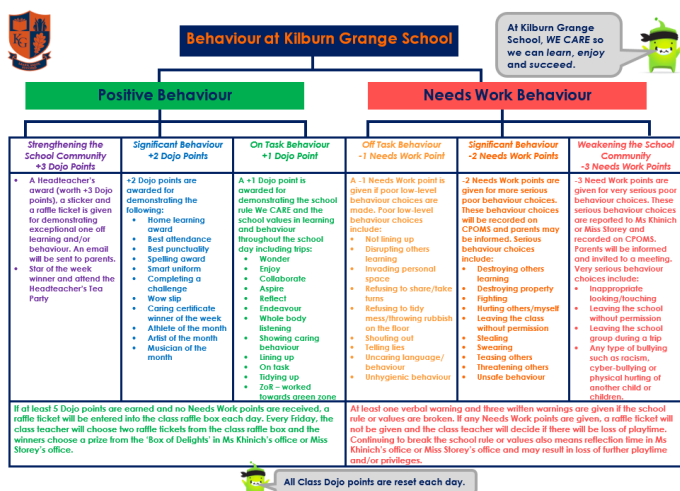 KG
Behaviour at Kilburn Grange School
At Kilburn Grange
School, WE CARE so
we can learn, enjoy
and succeed.
Positive Behaviour
Needs Work Behaviour
Strengthening the
School Community
+3 Dojo Points
Significant Behaviour
+2 Dojo Points
On Task Behaviour
+1 Dojo Point
Off Task Behaviour
-1 Needs Work Point
Significant Behaviour
-2 Needs Work Points
Weakening the School
Community
-3 Needs Work Points
• A Headteacher's
award (worth +3 Dojo
Points), a sticker and
a raffle ticket is given
for demonstrating
exceptional one off
learning and/or
behaviour. An email
will be sent to parents.
• Star of the week
winner and attend the
Headteacher's Tea
Party
+2 Dojo points are
awarded for
demonstrating the
following:
• Home learning
award
• Best attendance
• Best punctuality
• Spelling award
• Smart uniform
• Completing a
challenge
• Wow slip
• Caring certificate
winner of the week
• Athlete of the month
• Artist of the month
• Musician of the
month
A +1 Dojo point is
awarded for
demonstrating the school
rule We CARE and the
school values in learning
and behaviour
throughout the school
day including trips:
• Wonder
• Enjoy
• Collaborate
• Aspire
• Reflect
• Endeavour
• Whole body
listening
• Showing caring
behaviour
• Lining up
• On task
• Tidying up
• ZoR – worked
towards green zone
A -1 Needs Work point is
given if poor low-level
behaviour choices are
made. Poor low-level
behaviour choices
include:
• Not lining up
• Disrupting others
learning
• Invading personal
space
• Refusing to share/take
turns
• Refusing to tidy
mess/throwing rubbish
on the floor
• Shouting out
• Telling lies
• Uncaring language/
behaviour
• Unhygienic behaviour
-2 Needs Work points are
given for more serious
poor behaviour choices.
These behaviour choices
will be recorded on
CPOMS and parents may
be informed. Serious
behaviour choices
include:
• Destroying others
learning
• Destroying property
• Fighting
• Hurting others/myself
• Leaving the class
without permission
• Stealing
• Swearing
• Teasing others
• Threatening others
• Unsafe behaviour
-3 Need Work points are
given for very serious poor
behaviour choices. These
serious behaviour choices
are reported to Ms Khinich
or Miss Storey and
recorded on CPOMS.
Parents will be informed
and invited to a meeting.
Very serious behaviour
choices include:
• Inappropriate
looking/touching
• Leaving the school
without permission
• Leaving the school
group during a trip
• Any type of bullying
such as racism,
cyber-bullying or
physical hurting of
another child or
children.
If at least 5 Dojo points are earned and no Needs Work points are received, a
raffle ticket will be entered into the class raffle box each day. Every Friday, the
class teacher will choose two raffle tickets from the class raffle box and the
winners choose a prize from the 'Box of Delights' in Ms Khinich's office or Miss
Storey's office.
At least one verbal warning and three written warnings are given if the school
rule or values are broken. If any Needs Work points are given, a raffle ticket will
not be given and the class teacher will decide if there will be loss of playtime.
Continuing to break the school rule or values also means reflection time in Ms
Khinich's office or Miss Storey's office and may result in loss of further playtime
and/or privileges.
All Class Dojo points are reset each day.